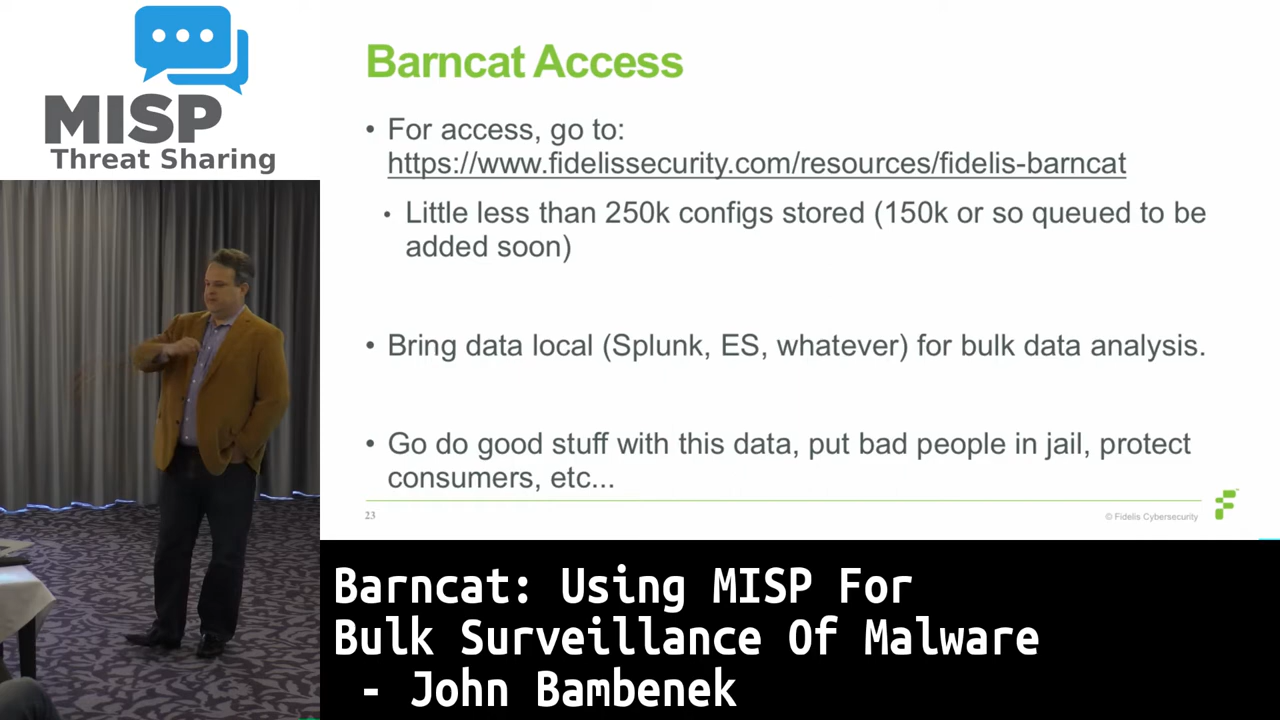 MISP
Threat Sharing
Barncat Access
• For access, go to:
https://www.fidelissecurity.com/resources/fidelis-barncat
• Little less than 250k configs stored (150k or so queued to be
added soon)
• Bring data local (Splunk, ES, whatever) for bulk data analysis.
• Go do good stuff with this data, put bad people in jail, protect
consumers, etc...
23
© Fidelis Cybersecurity
Barncat: Using MISP For
Bulk Surveillance Of Malware
- John Bambenek